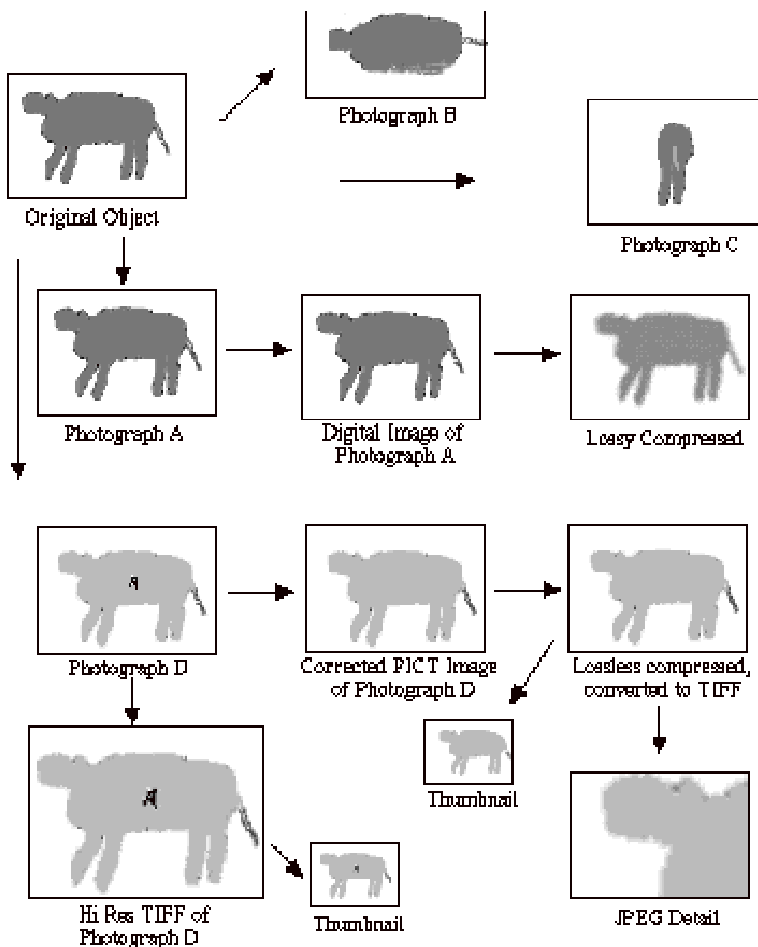 Photograph B
Original Object
Photograph C
Photograph A
Digital Image of
Photograph A
Lossy Compressed
Photograph D
Corrected PICT Image
of Photograph D
Lossless compressed,
converted to TIFF
Thumbnail
Hi Res TIFF of
Photograph D
Thumbnail
JPEG Detail